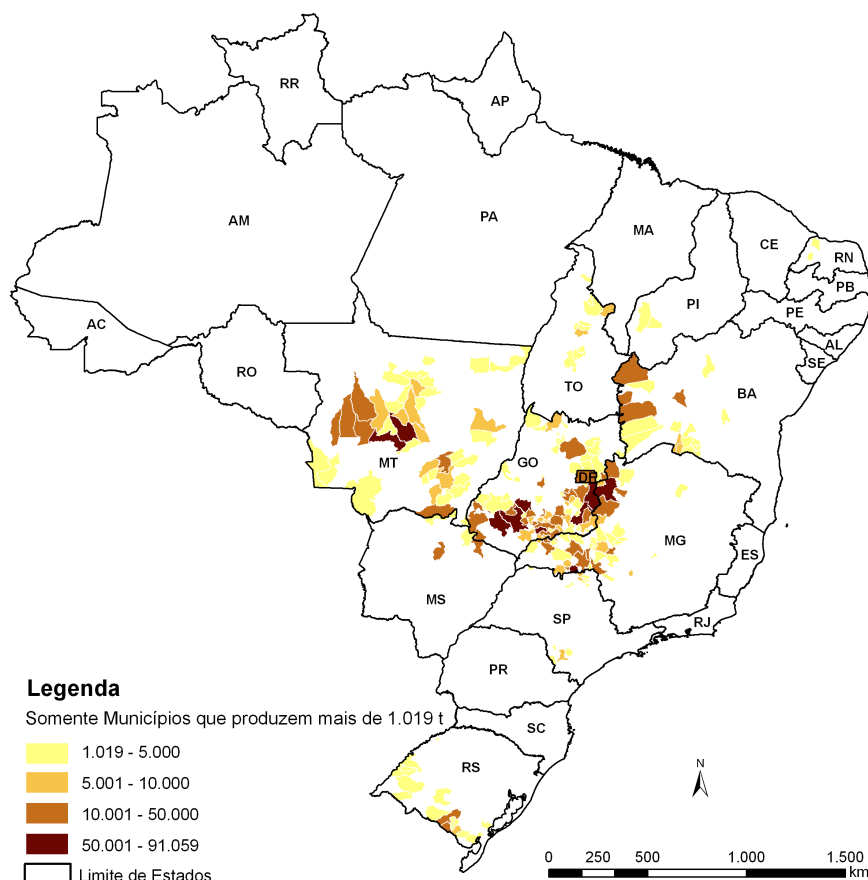 RR
AP
AM
PA
MA
CE
RN
PB
PI
PE
AC
AL
SE
RO
TO
BA
MT
GO
DF
MG
ES
MS
SP
RJ
PR
SC
RS
Legenda
Somente Municípios que produzem mais de 1.019 t
1.019 - 5.000
5.001 - 10.000
10.001 - 50.000
50.001 - 91.059
Limite de Estados
N
0 250 500 1.000 1.500
km